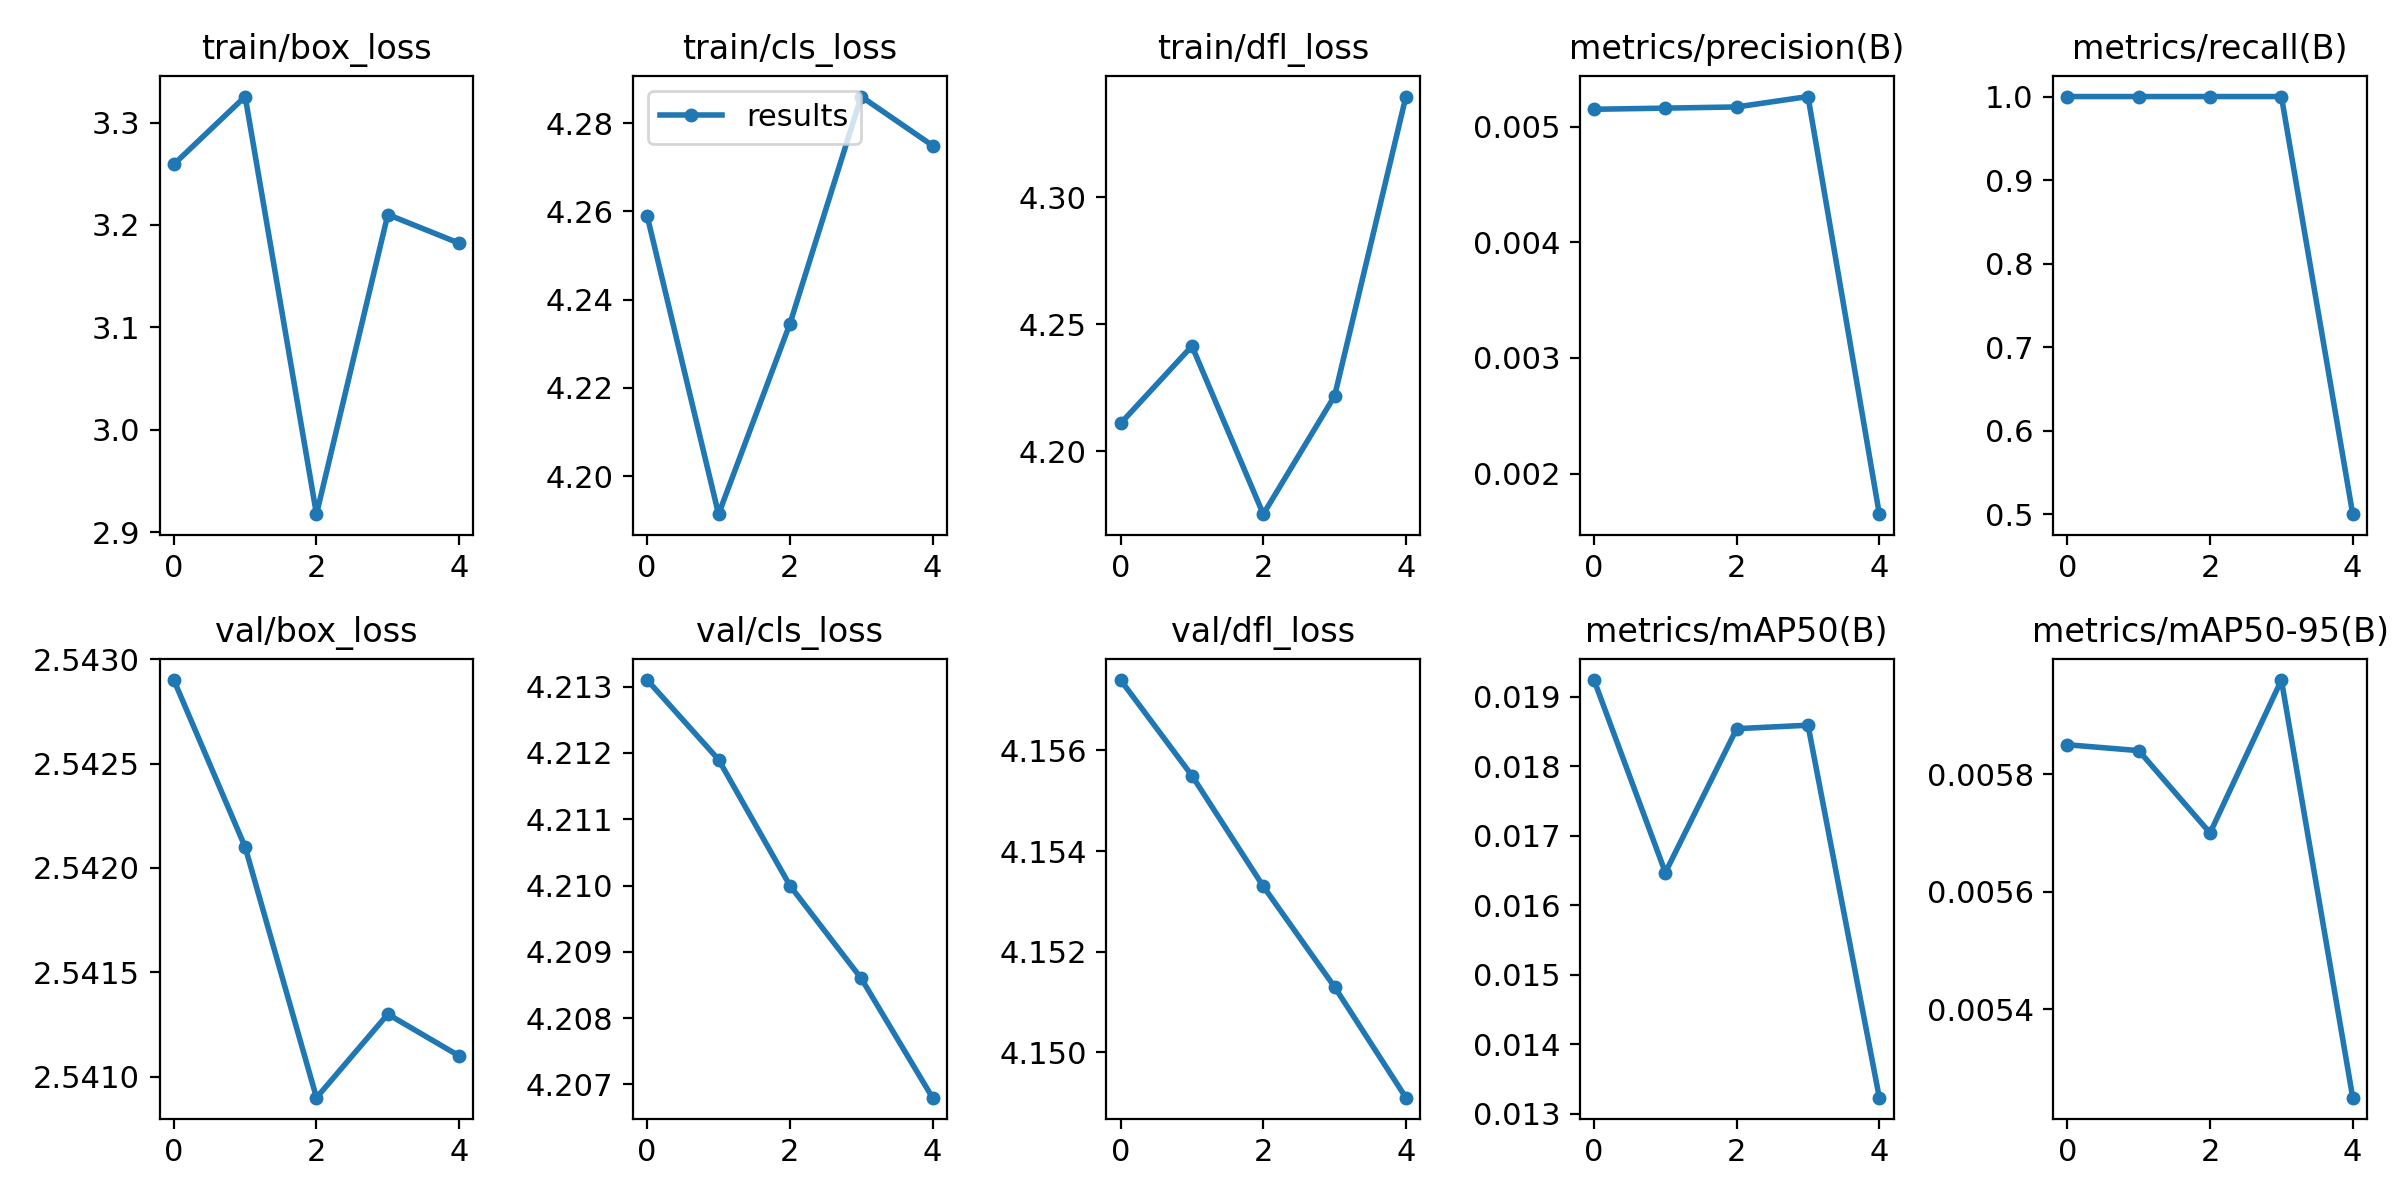 train/box_loss
3.3
3.2
3.1
3.0
2.9
0 2 4
train/cls_loss
results
4.28
4.26
4.24
4.22
4.20
0 2 4
train/dfl_loss
4.30
4.25
4.20
0 2 4
metrics/precision(B)
0.005
0.004
0.003
0.002
0 2 4
metrics/recall(B)
1.0
0.9
0.8
0.7
0.6
0.5
0 2 4
val/box_loss
2.5430
2.5425
2.5420
2.5415
2.5410
0 2 4
val/cls_loss
4.213
4.212
4.211
4.210
4.209
4.208
4.207
0 2 4
val/dfl_loss
4.156
4.154
4.152
4.150
0 2 4
metrics/mAP50(B)
0.019
0.018
0.017
0.016
0.015
0.014
0.013
0 2 4
metrics/mAP50-95(B)
0.0058
0.0056
0.0054
0 2 4